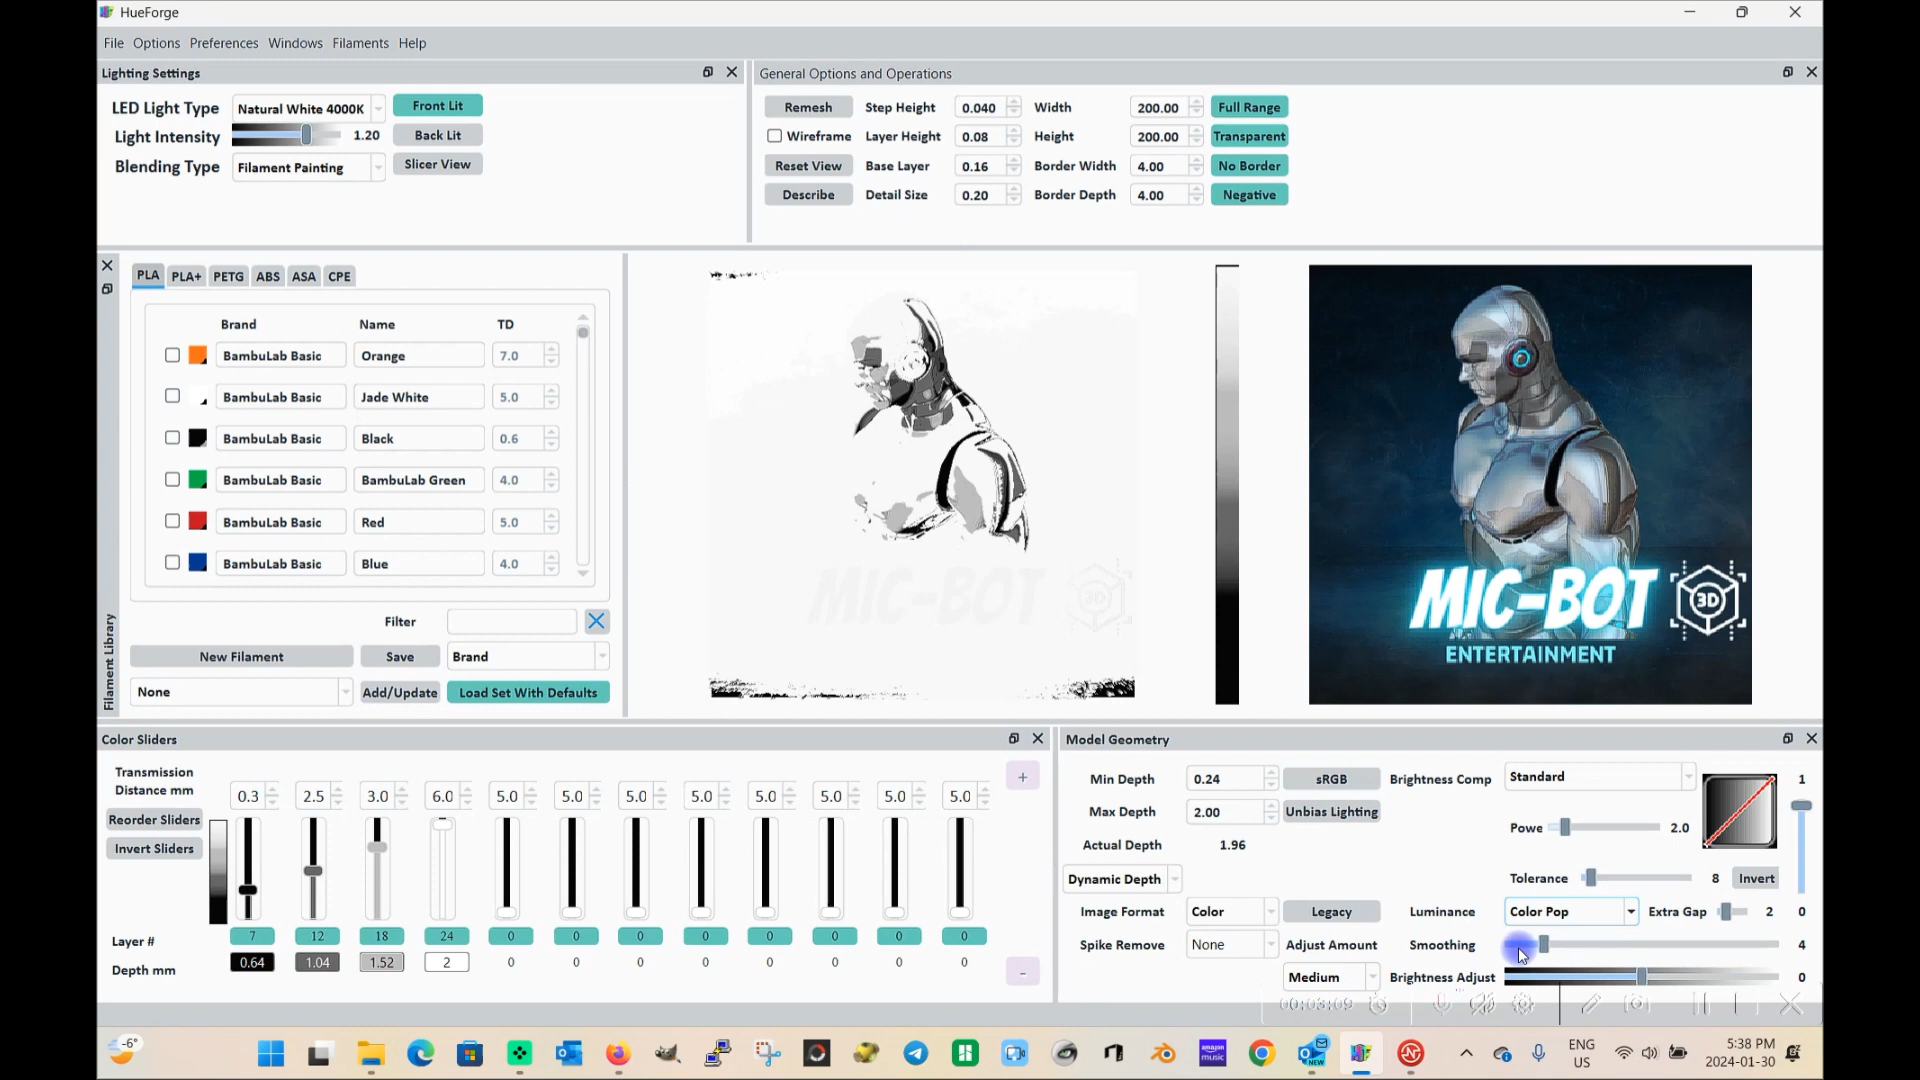 HueForge
File Options Preferences Windows Filaments Help
Lighting Settings
LED Light Type Natural White 4000K Front Lit
Light Intensity 1.20 Back Lit
Blending Type Filament Painting Slicer View
General Options and Operations
Remesh Step Height 0.040 Width 200.00 Full Range
Wireframe Layer Height 0.08 Height 200.00 Transparent
Reset View Base Layer 0.16 Border Width 4.00 No Border
Describe Detail Size 0.20 Border Depth 4.00 Negative
Filament Library
PLA PLA+ PETG ABS ASA CPE
Brand Name TD
BambuLab Basic Orange 7.0
BambuLab Basic Jade White 5.0
BambuLab Basic Black 0.6
BambuLab Basic BambuLab Green 4.0
BambuLab Basic Red 5.0
BambuLab Basic Blue 4.0
Filter
New Filament Save Brand
None Add/Update Load Set With Defaults
MIC-BOT 3D
MIC-BOT 3D
ENTERTAINMENT
Color Sliders
Transmission
Distance mm
0.3 2.5 3.0 6.0 5.0 5.0 5.0 5.0 5.0 5.0 5.0 5.0 +
Reorder Sliders
Invert Sliders
Layer # 7 12 18 24 0 0 0 0 0 0 0 0
Depth mm 0.64 1.04 1.52 2 0 0 0 0 0 0 0 0 -
Model Geometry
Min Depth 0.24 sRGB Brightness Comp Standard 1
Max Depth 2.00 Unbias Lighting Powe 2.0
Actual Depth 1.96
Dynamic Depth Tolerance 8 Invert
Image Format Color Legacy Luminance Color Pop Extra Gap 2 0
Spike Remove None Adjust Amount Smoothing 4
Medium Brightness Adjust 0
00:03:09
-6°
NEW
amazon music
ENG
US
5:38 PM
2024-01-30